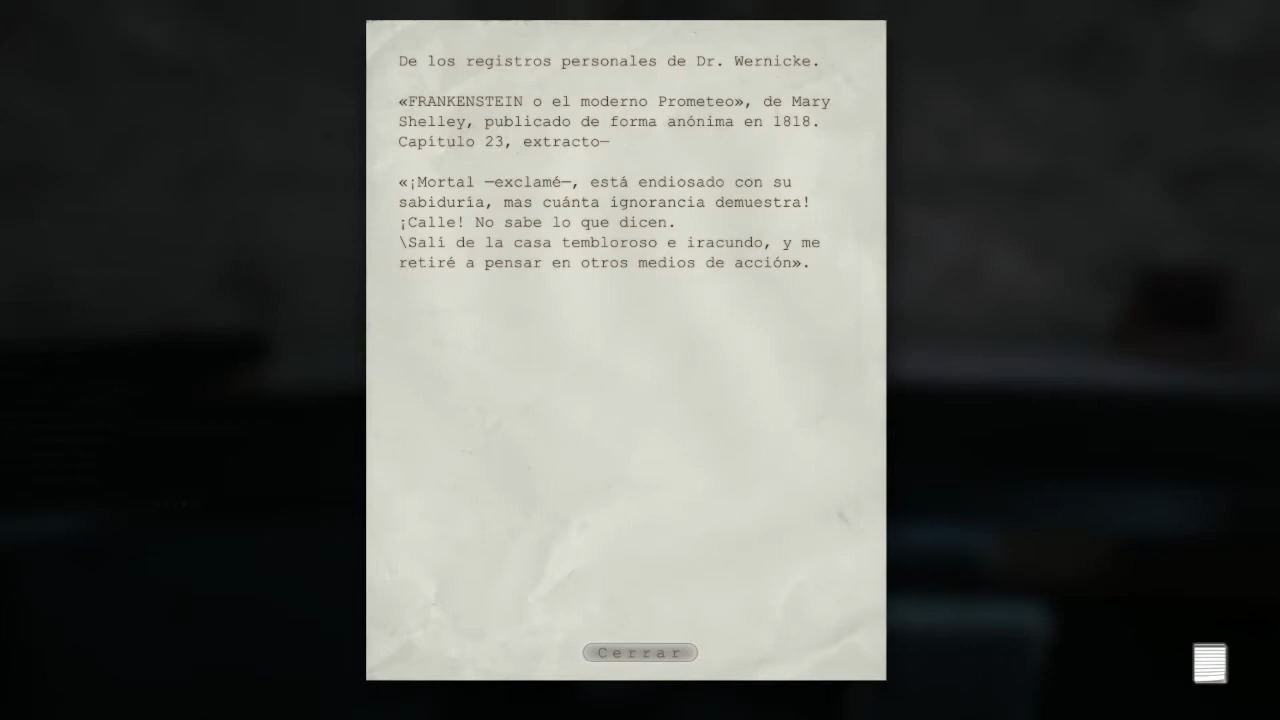 De los registros personales de Dr. Wernicke.
«FRANKENSTEIN o el moderno Prometeo», de Mary
Shelley, publicado de forma anónima en 1818.
Capítulo 23, extracto—
«¡Mortal —exclamé—, está endiosado con su
sabiduría, mas cuánta ignorancia demuestra!
¡Calle! No sabe lo que dicen.
\Salí de la casa tembloroso e iracundo, y me
retiré a pensar en otros medios de acción».
Cerrar